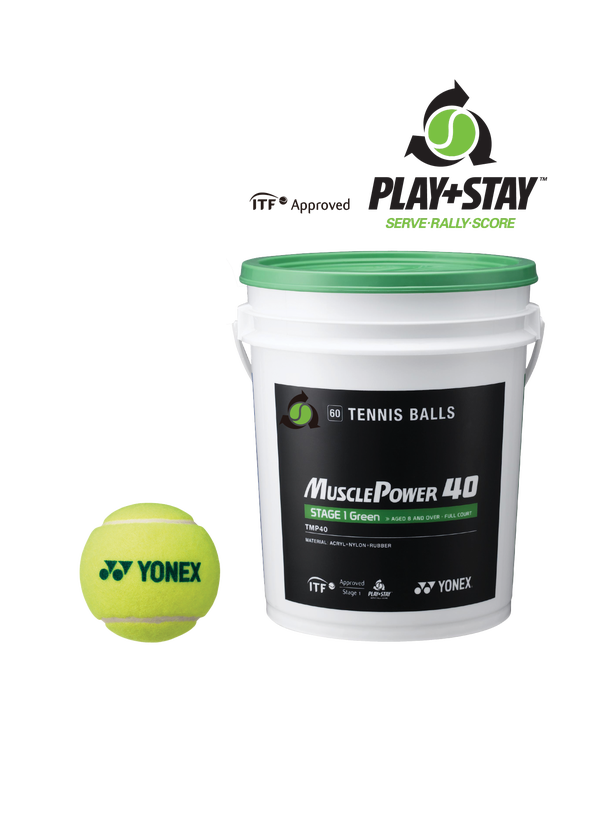 PLAY+STAY™
ITF Approved
SERVE·RALLY·SCORE
60 TENNIS BALLS
MUSCLEPOWER 40
STAGE 1 Green > AGED 8 AND OVER · FULL COURT
TMP40
MATERIAL: ACRYL·NYLON·RUBBER
ITF Approved Stage 1 PLAY+STAY YONEX
YONEX